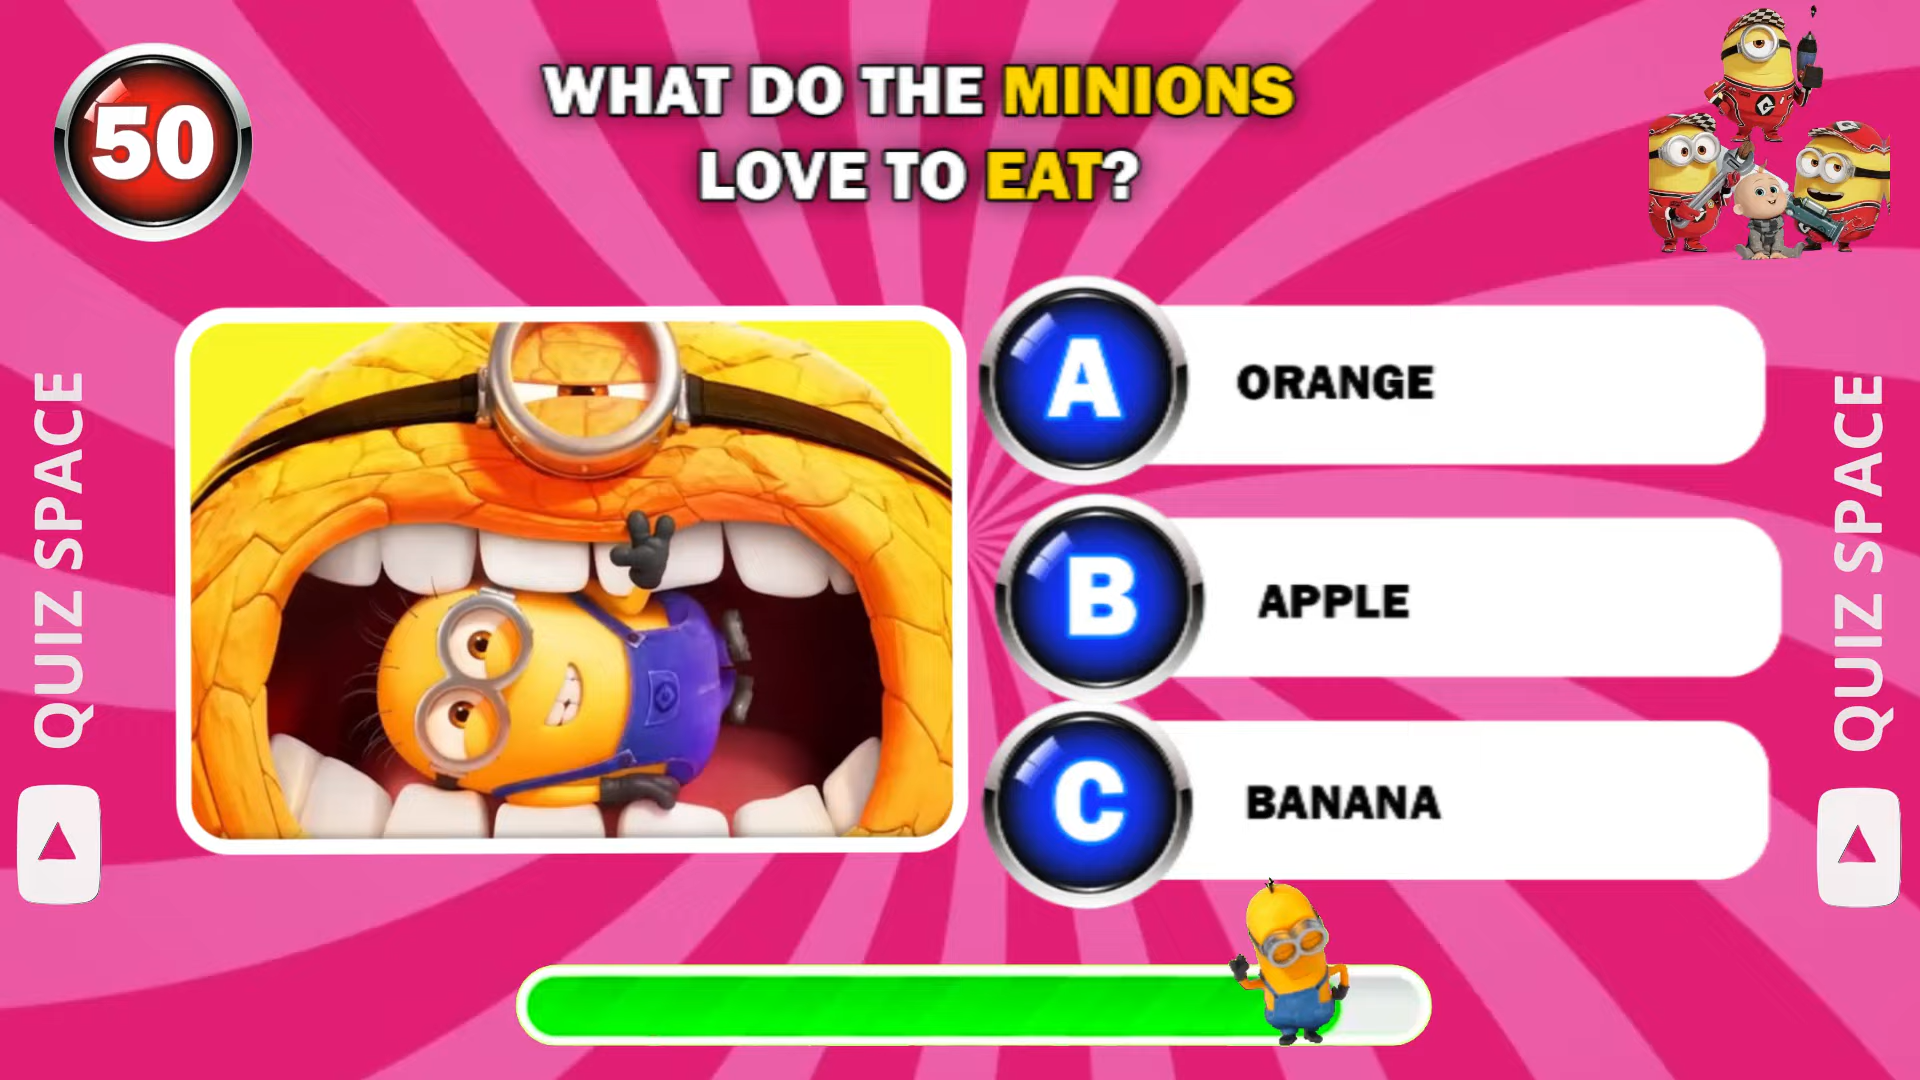 50
WHAT DO THE MINIONS
LOVE TO EAT?
A
ORANGE
B
APPLE
C
BANANA
QUIZ SPACE
QUIZ SPACE